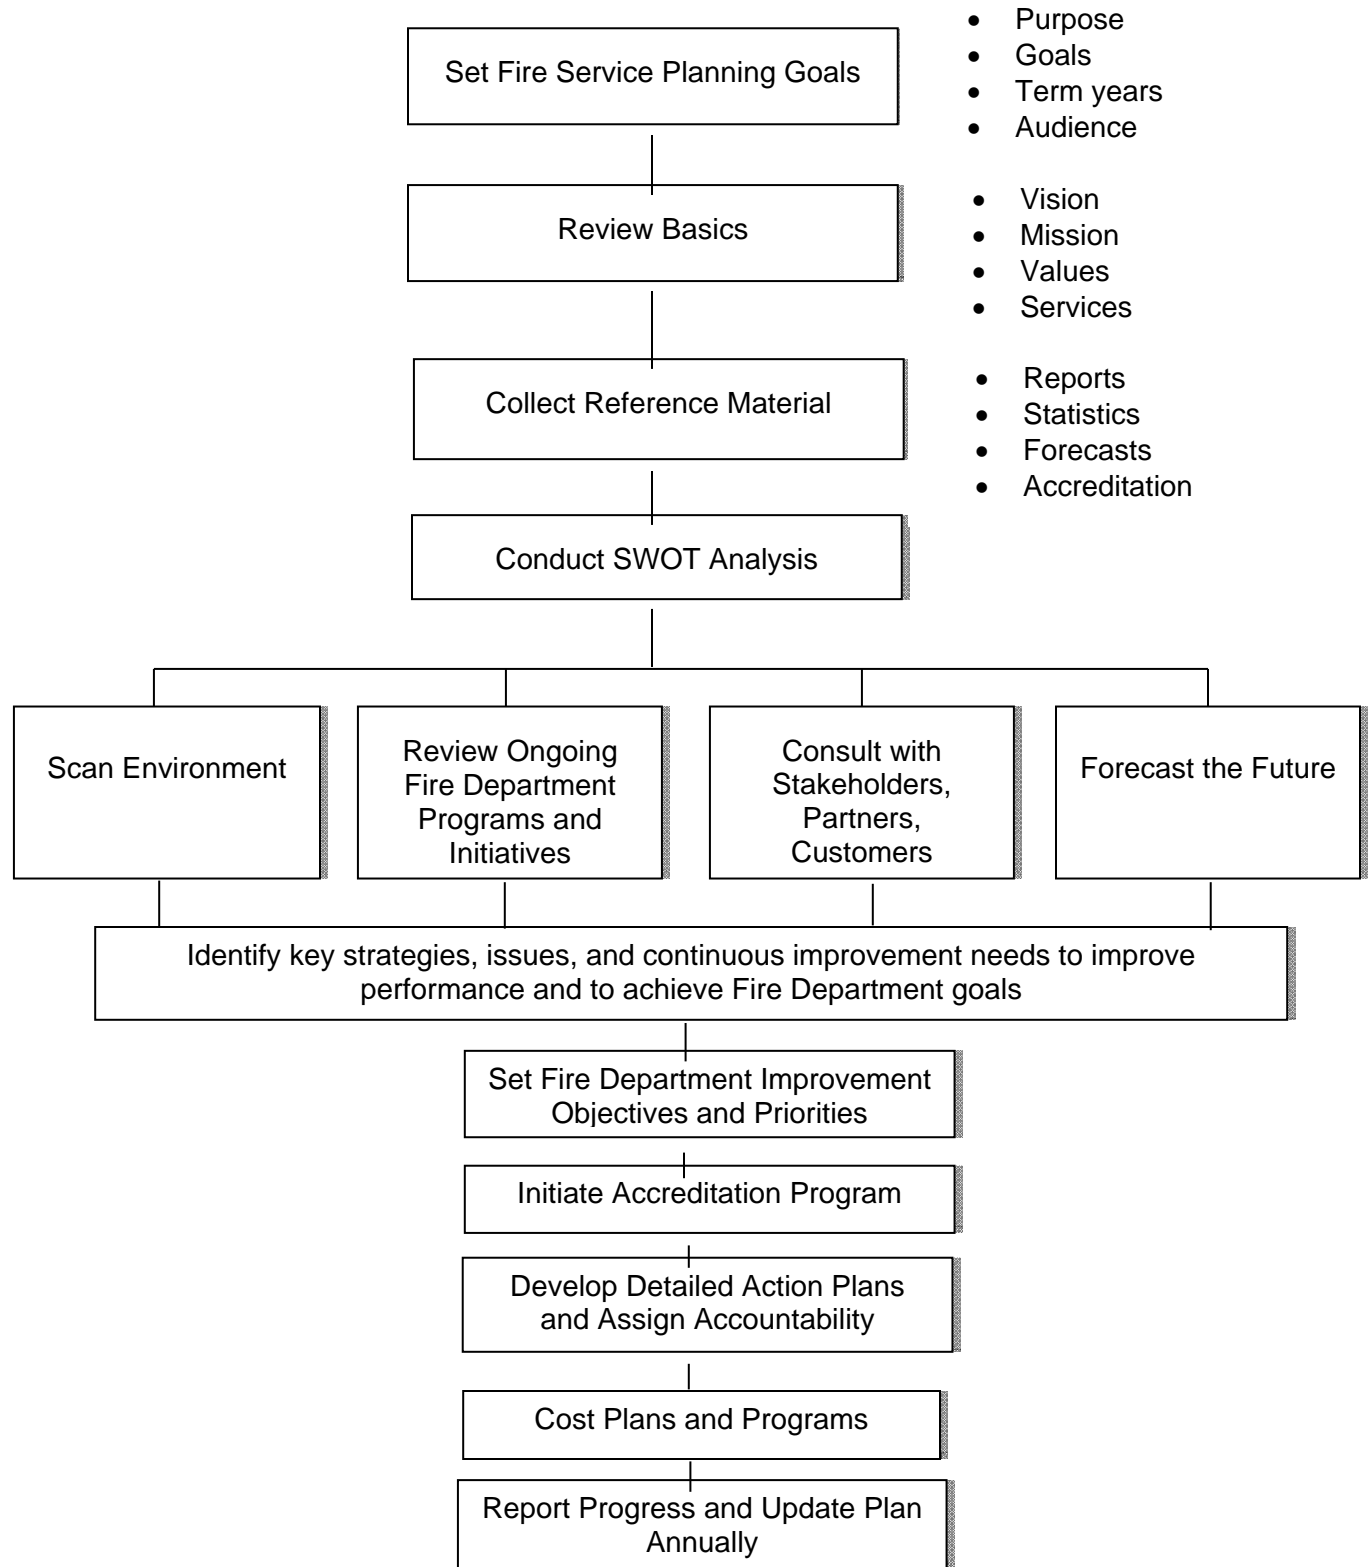 Set Fire Service Planning Goals
• Purpose
• Goals
• Term years
• Audience
Review Basics
• Vision
• Mission
• Values
• Services
Collect Reference Material
• Reports
• Statistics
• Forecasts
• Accreditation
Conduct SWOT Analysis
Scan Environment
Review Ongoing
Fire Department
Programs and
Initiatives
Consult with
Stakeholders,
Partners,
Customers
Forecast the Future
Identify key strategies, issues, and continuous improvement needs to improve
performance and to achieve Fire Department goals
Set Fire Department Improvement
Objectives and Priorities
Initiate Accreditation Program
Develop Detailed Action Plans
and Assign Accountability
Cost Plans and Programs
Report Progress and Update Plan
Annually